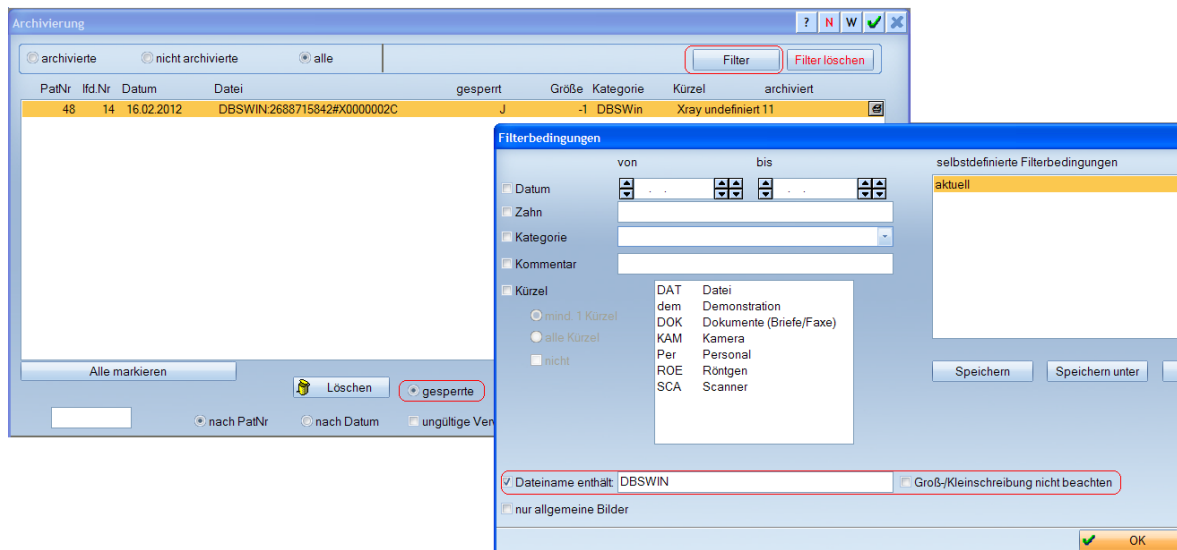 Archivierung
? N W
archivierte nicht archivierte alle Filter Filter löschen
PatNr lfd.Nr Datum Datei gesperrt Größe Kategorie Kürzel archiviert
48 14 16.02.2012 DBSWIN:2688715842#X0000002C J -1 DBSWin Xray undefiniert 11
Alle markieren
Löschen gesperrte
nach PatNr nach Datum ungültige Ver
Filterbedingungen
von bis selbstdefinierte Filterbedingungen
Datum . . . . aktuell
Zahn
Kategorie
Kommentar
Kürzel
mind. 1 Kürzel
alle Kürzel
nicht
DAT Datei
dem Demonstration
DOK Dokumente (Briefe/Faxe)
KAM Kamera
Per Personal
ROE Röntgen
SCA Scanner
Speichern Speichern unter
Dateiname enthält: DBSWIN Groß-/Kleinschreibung nicht beachten
nur allgemeine Bilder
OK